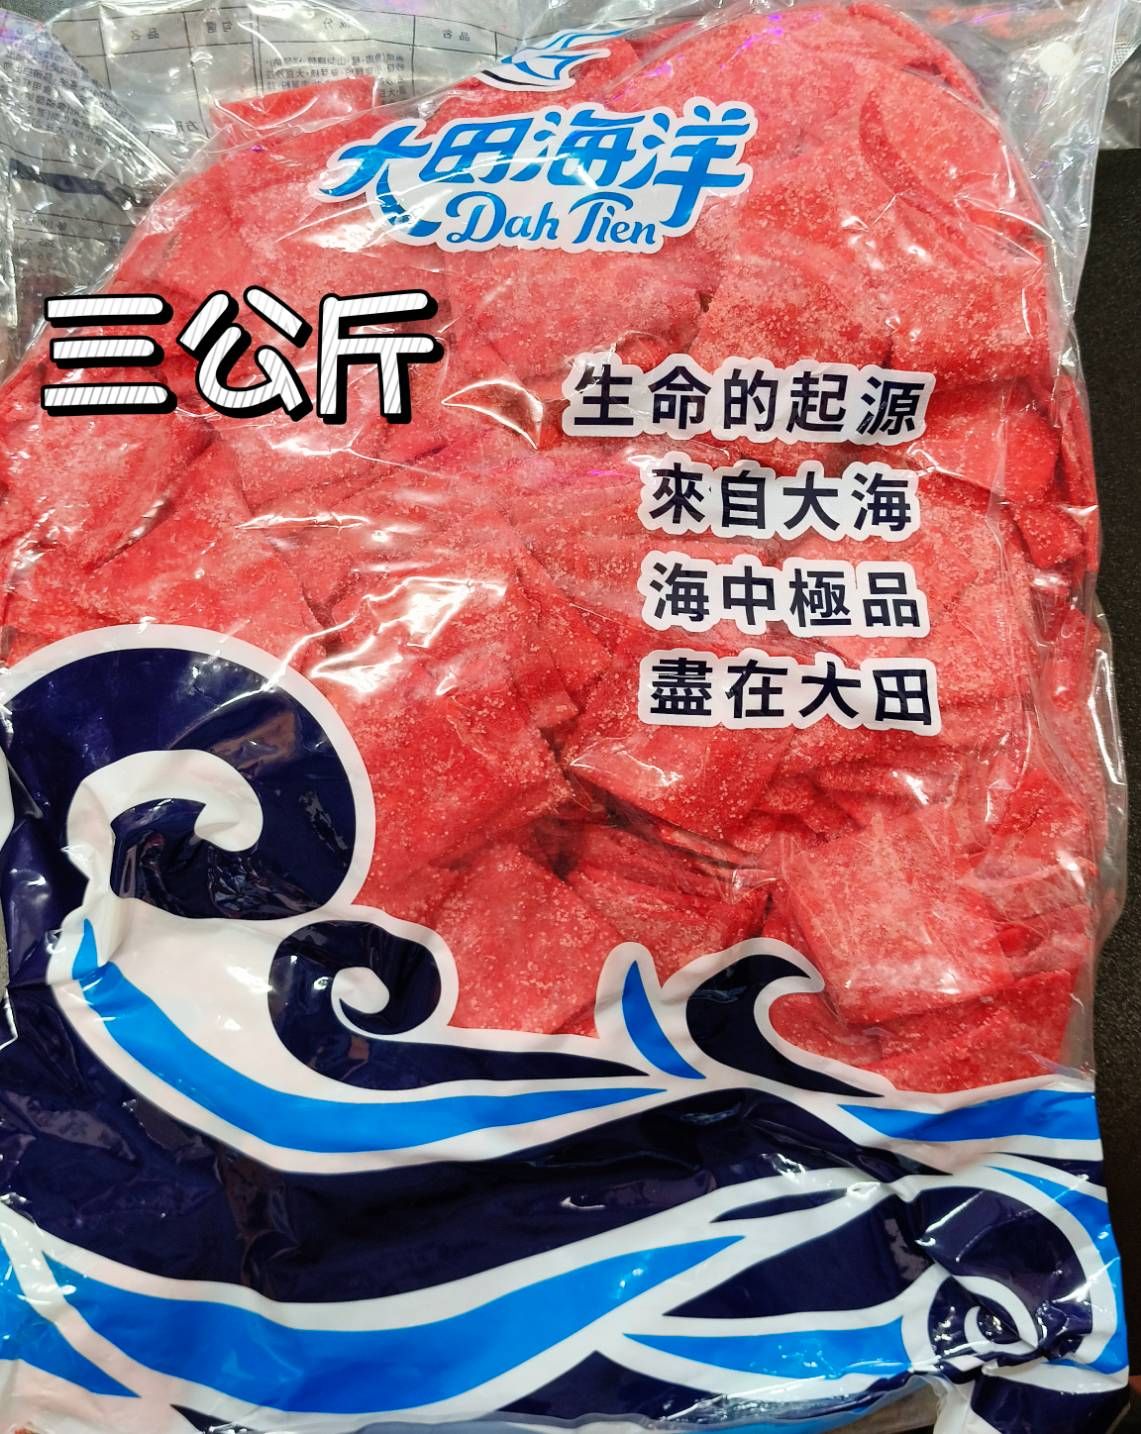 大田海洋
Dah Tien
三公斤
生命的起源
來自大海
海中極品
盡在大田